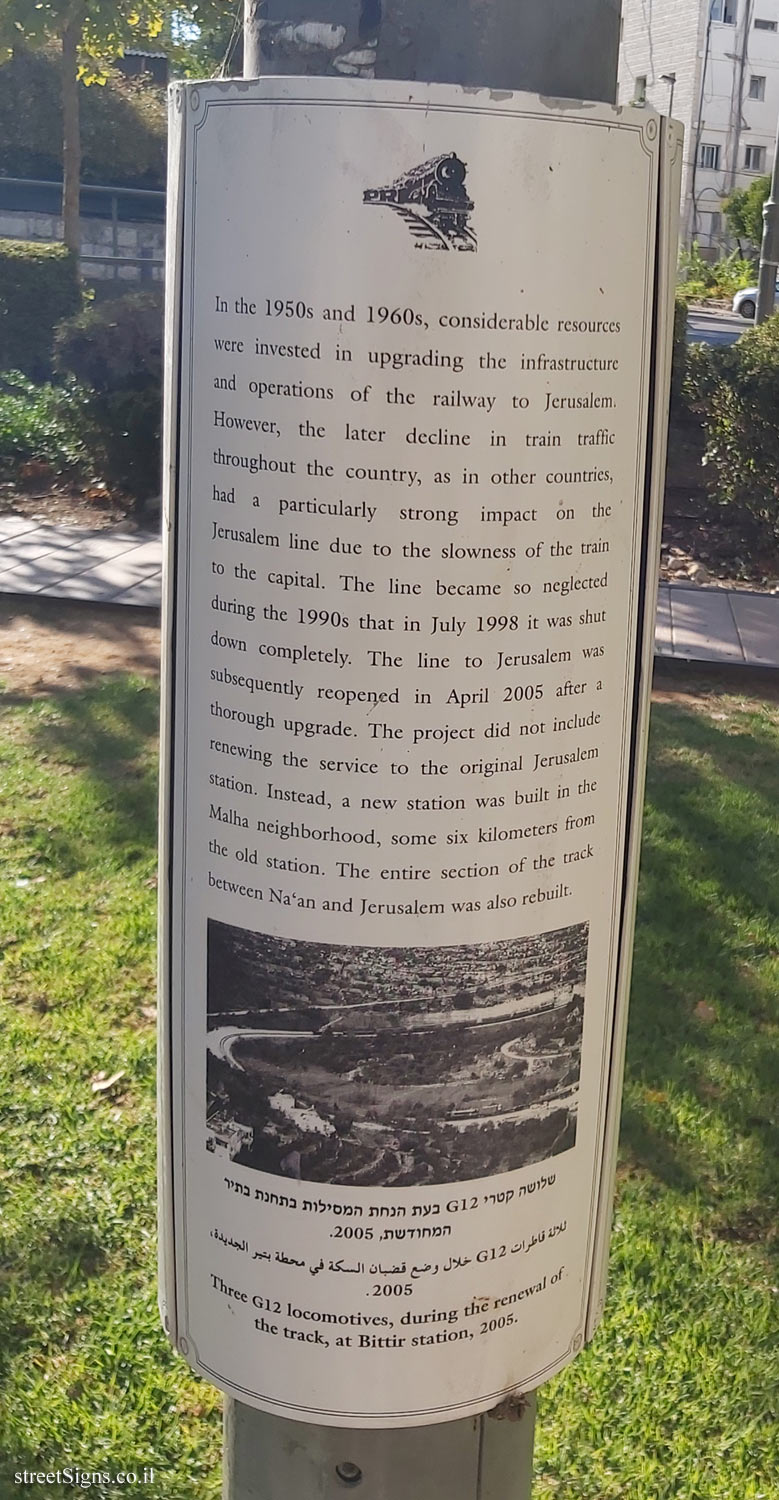 PRI
In the 1950s and 1960s, considerable resources
were invested in upgrading the infrastructure
and operations of the railway to Jerusalem.
However, the later decline in train traffic
throughout the country, as in other countries,
had a particularly strong impact on the
Jerusalem line due to the slowness of the train
to the capital. The line became so neglected
during the 1990s that in July 1998 it was shut
down completely. The line to Jerusalem was
subsequently reopened in April 2005 after a
thorough upgrade. The project did not include
renewing the service to the original Jerusalem
station. Instead, a new station was built in the
Malha neighborhood, some six kilometers from
the old station. The entire section of the track
between Na‘an and Jerusalem was also rebuilt.
שלושה קטרי G12 בעת הנחת המסילות בתחנת בתיר
המחודשת, 2005.
ثلاثة قاطرات G12 خلال وضع قضبان السكة في محطة بتير الجديدة،
2005.
Three G12 locomotives, during the renewal of
the track, at Bittir station, 2005.
streetSigns.co.il